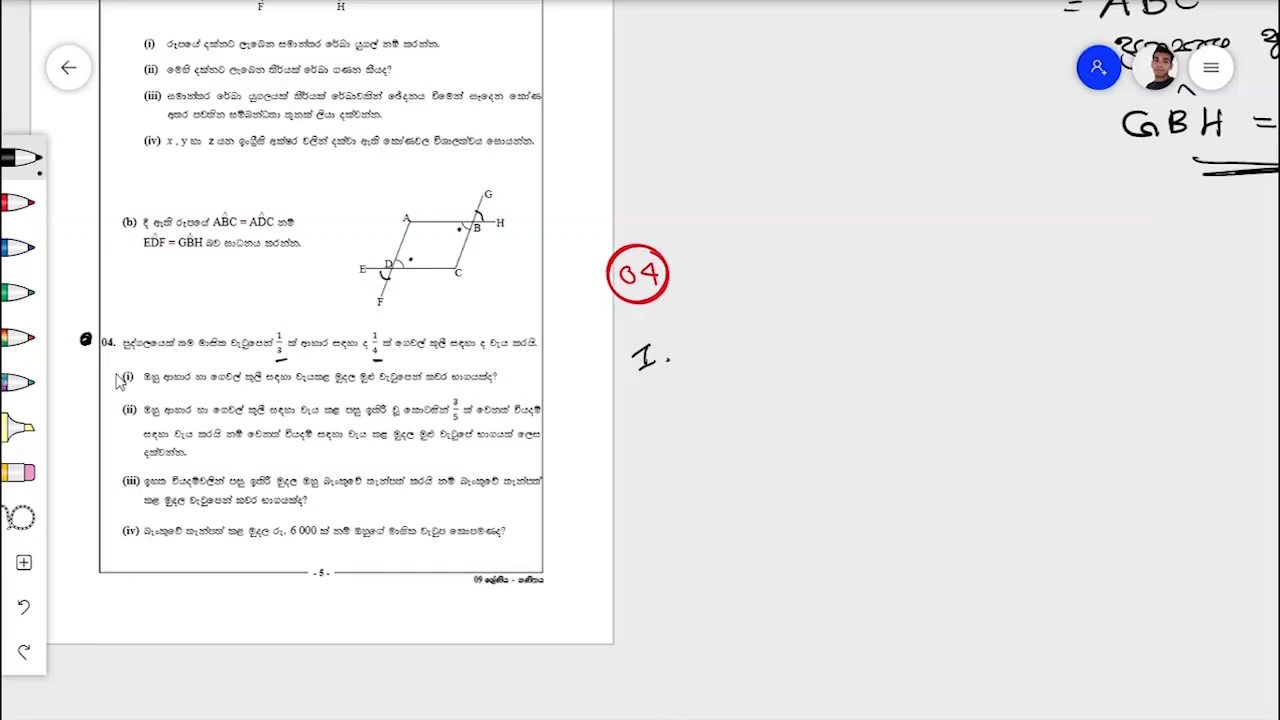 F H
(i) රූපයේ දක්නට ලැබෙන සමාන්තර රේඛා යුගල් නම් කරන්න.
(ii) මෙහි දක්නට ලැබෙන තීර්යක් රේඛා ගණන කීයද?
(iii) සමාන්තර රේඛා යුගලයක් තීර්යක් රේඛාවකින් ඡේදනය වීමෙන් සෑදෙන කෝණ
අතර පවතින සම්බන්ධතා තුනක් ලියා දක්වන්න.
(iv) x , y හා z යන ඉංග්‍රීසි අක්ෂර වලින් දක්වා ඇති කෝණවල විශාලත්වය සොයන්න.
(b) දී ඇති රූපයේ AB̂C = AD̂C නම්
ED̂F = GB̂H බව සාධනය කරන්න.
G
A B H
E D C
F
04. පුද්ගලයෙක් තම මාසික වැටුපෙන් 1/3 ක් ආහාර සඳහා ද 1/4 ක් ගෙවල් කුලී සඳහා ද වැය කරයි.
(i) ඔහු ආහාර හා ගෙවල් කුලී සඳහා වැයකළ මුදල මුළු වැටුපෙන් කවර භාගයක්ද?
(ii) ඔහු ආහාර හා ගෙවල් කුලී සඳහා වැය කළ පසු ඉතිරි වූ කොටසින් 3/5 ක් වෙනත් වියදම්
සඳහා වැය කරයි නම් වෙනත් වියදම් සඳහා වැය කළ මුදල මුළු වැටුපේ භාගයක් ලෙස
දක්වන්න.
(iii) ඉහත වියදම්වලින් පසු ඉතිරි මුදල ඔහු බැංකුවේ තැන්පත් කරයි නම් බැංකුවේ තැන්පත්
කළ මුදල වැටුපෙන් කවර භාගයක්ද?
(iv) බැංකුවේ තැන්පත් කළ මුදල රු. 6 000 ක් නම් ඔහුගේ මාසික වැටුප කොපමණද?
- 5 -
09 ශ්‍රේණිය - ගණිතය
04
I.
= ABC
GB̂H =